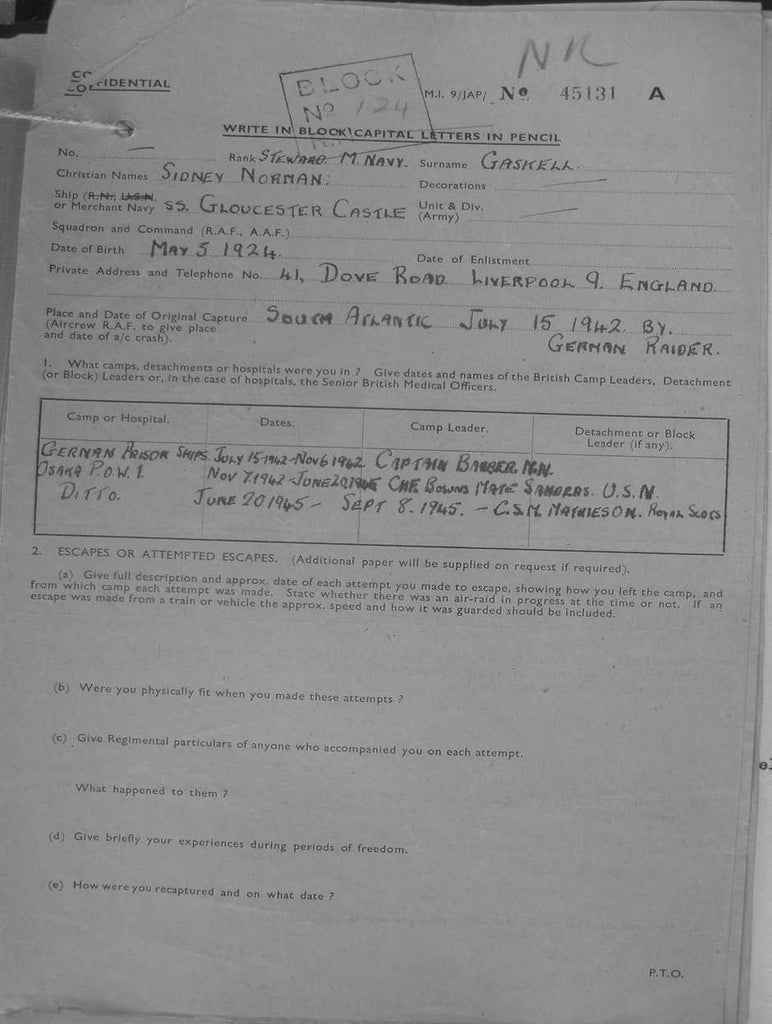 NR
CONFIDENTIAL
BLOCK
Nº 124
M.I. 9/JAP/ Nº 45131 A
WRITE IN BLOCK CAPITAL LETTERS IN PENCIL
No. — Rank STEWARD. M. NAVY. Surname GASKELL.
Christian Names SIDNEY NORMAN. Decorations —
Ship (R.N., U.S.N. or Merchant Navy SS. GLOUCESTER CASTLE Unit & Div. (Army) —
Squadron and Command (R.A.F., A.A.F.)
Date of Birth MAY 5 1924. Date of Enlistment
Private Address and Telephone No. 41, DOVE ROAD LIVERPOOL 9. ENGLAND.
Place and Date of Original Capture SOUTH ATLANTIC JULY 15 1942. BY.
(Aircrew R.A.F. to give place
and date of a/c crash). GERMAN RAIDER.
1. What camps, detachments or hospitals were you in ? Give dates and names of the British Camp Leaders, Detachment
(or Block) Leaders or, in the case of hospitals, the Senior British Medical Officers.
Camp or Hospital. Dates. Camp Leader. Detachment or Block
Leader (if any).
GERMAN PRISON SHIPS. JULY 15-1942-NOV 6 1942 CAPTAIN BARBER. M.N.
OSAKA P.O.W. 1. NOV 7.1942-JUNE 20,1945 CHF BOSUNS MATE SANDERS. U.S.N.
DITTO. JUNE 20 1945 - SEPT 8. 1945. - C.S.M. MATHIESON. ROYAL SCOTS
2. ESCAPES OR ATTEMPTED ESCAPES. (Additional paper will be supplied on request if required).
(a) Give full description and approx. date of each attempt you made to escape, showing how you left the camp, and
from which camp each attempt was made. State whether there was an air-raid in progress at the time or not. If an
escape was made from a train or vehicle the approx. speed and how it was guarded should be included.
(b) Were you physically fit when you made these attempts ?
(c) Give Regimental particulars of anyone who accompanied you on each attempt.
What happened to them ?
(d) Give briefly your experiences during periods of freedom.
(e) How were you recaptured and on what date ?
P.T.O.